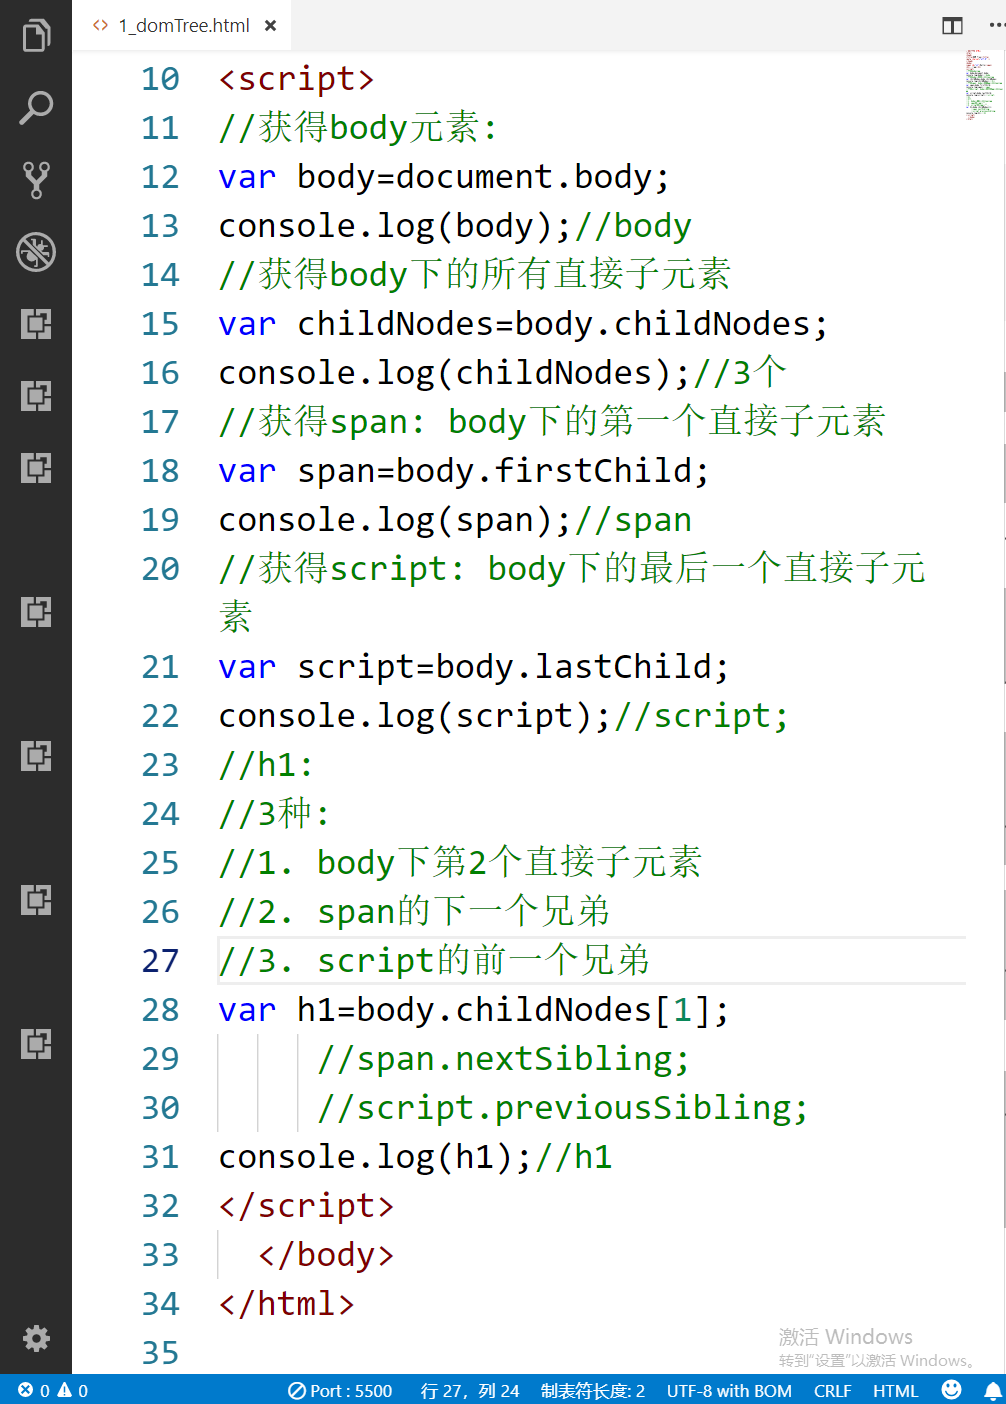 <> 1_domTree.html ×
10 <script>
11 //获得body元素:
12 var body=document.body;
13 console.log(body);//body
14 //获得body下的所有直接子元素
15 var childNodes=body.childNodes;
16 console.log(childNodes);//3个
17 //获得span: body下的第一个直接子元素
18 var span=body.firstChild;
19 console.log(span);//span
20 //获得script: body下的最后一个直接子元
素
21 var script=body.lastChild;
22 console.log(script);//script;
23 //h1:
24 //3种:
25 //1. body下第2个直接子元素
26 //2. span的下一个兄弟
27 //3. script的前一个兄弟
28 var h1=body.childNodes[1];
29 //span.nextSibling;
30 //script.previousSibling;
31 console.log(h1);//h1
32 </script>
33 </body>
34 </html>
35
激活 Windows
转到“设置”以激活 Windows。
0 0 Port : 5500 行 27，列 24 制表符长度: 2 UTF-8 with BOM CRLF HTML